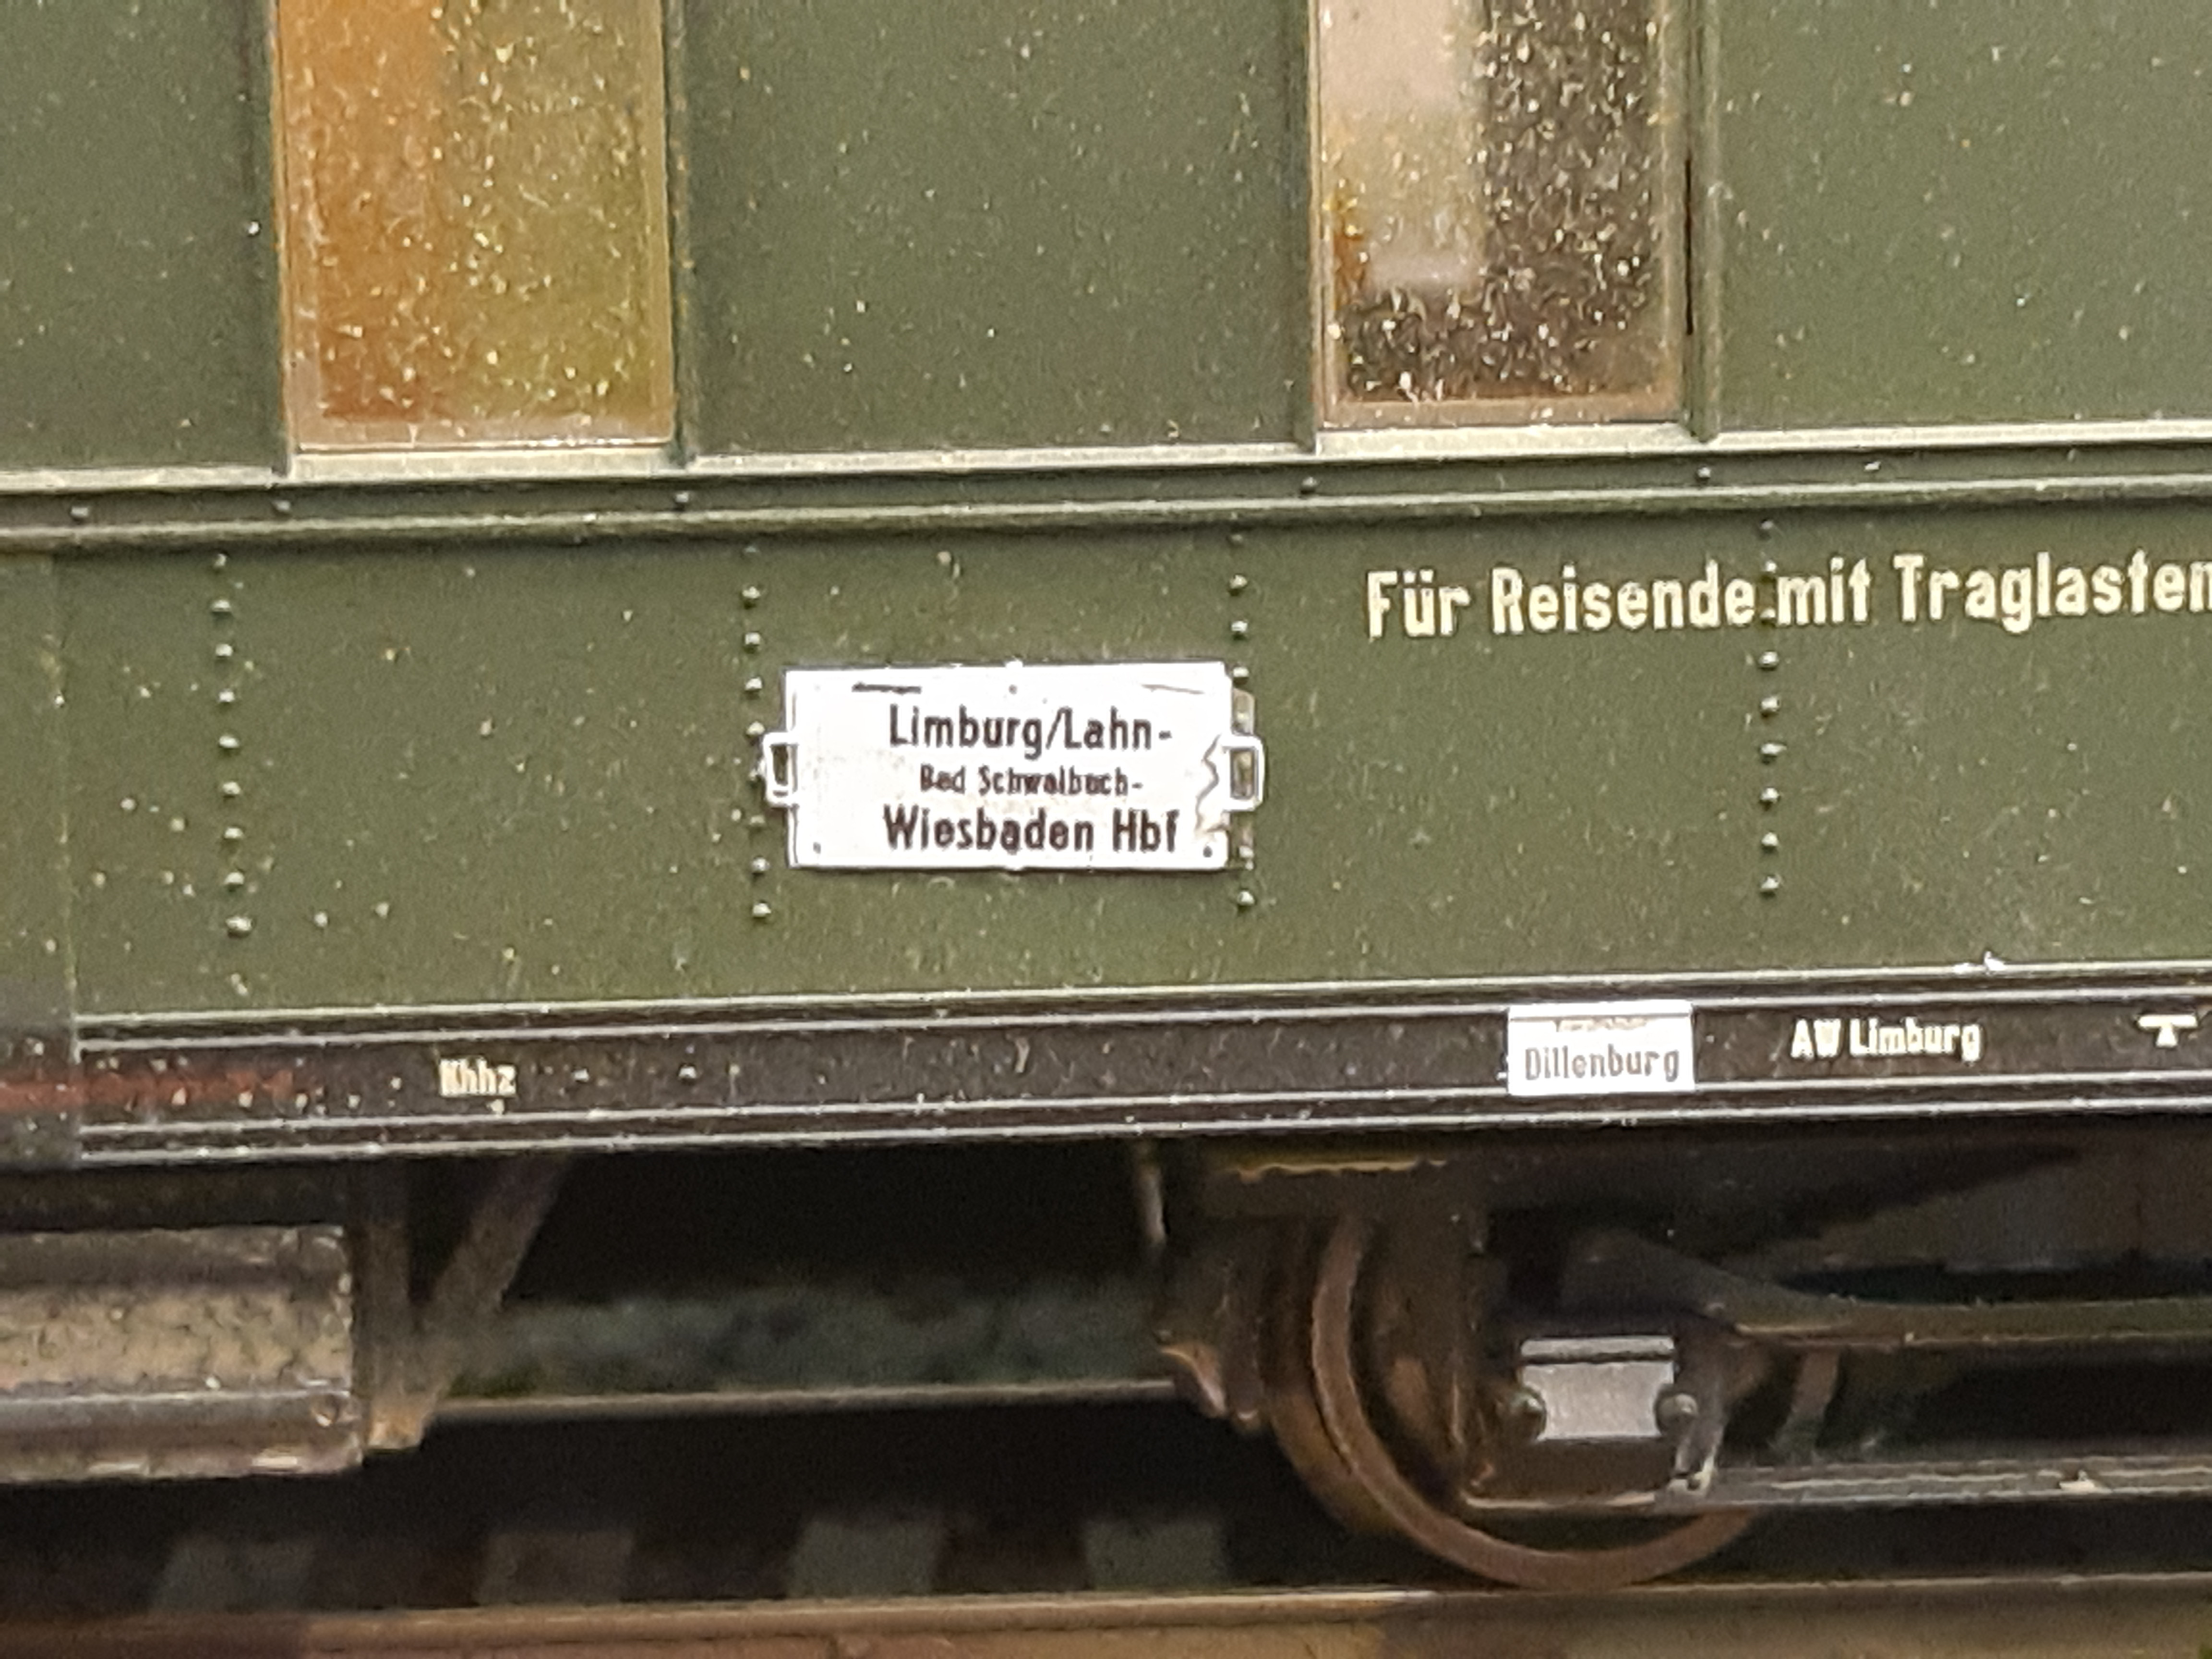 Für Reisende mit Traglasten
Limburg/Lahn-
Bad Schwalbach-
Wiesbaden Hbf
Khhz
Dillenburg
AW Limburg